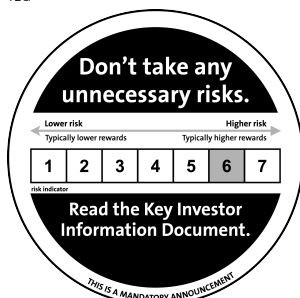 Don't take any
unnecessary risks.
Lower risk Higher risk
Typically lower rewards Typically higher rewards
1 2 3 4 5 6 7
risk indicator
Read the Key Investor
Information Document.
THIS IS A MANDATORY ANNOUNCEMENT